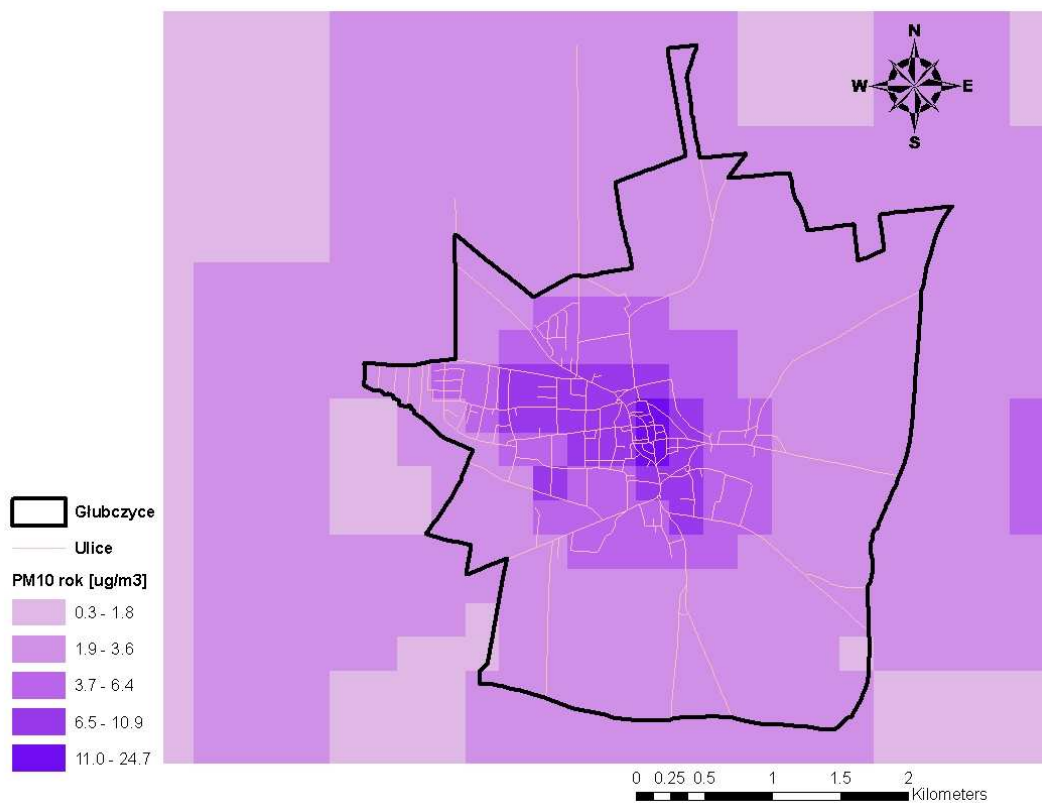 N
W E
S
Głubczyce
Ulice
PM10 rok [ug/m3]
0.3 - 1.8
1.9 - 3.6
3.7 - 6.4
6.5 - 10.9
11.0 - 24.7
0 0.25 0.5 1 1.5 2
Kilometers